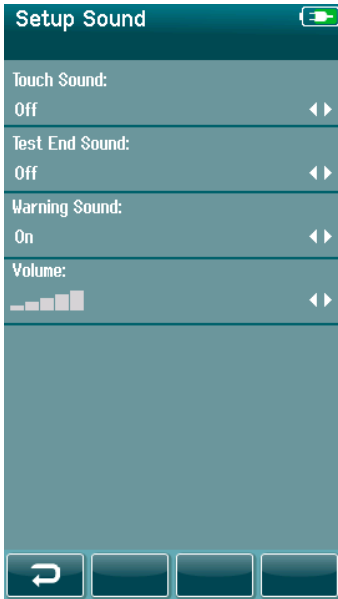 Setup Sound
Touch Sound:
Off
Test End Sound:
Off
Warning Sound:
On
Volume: